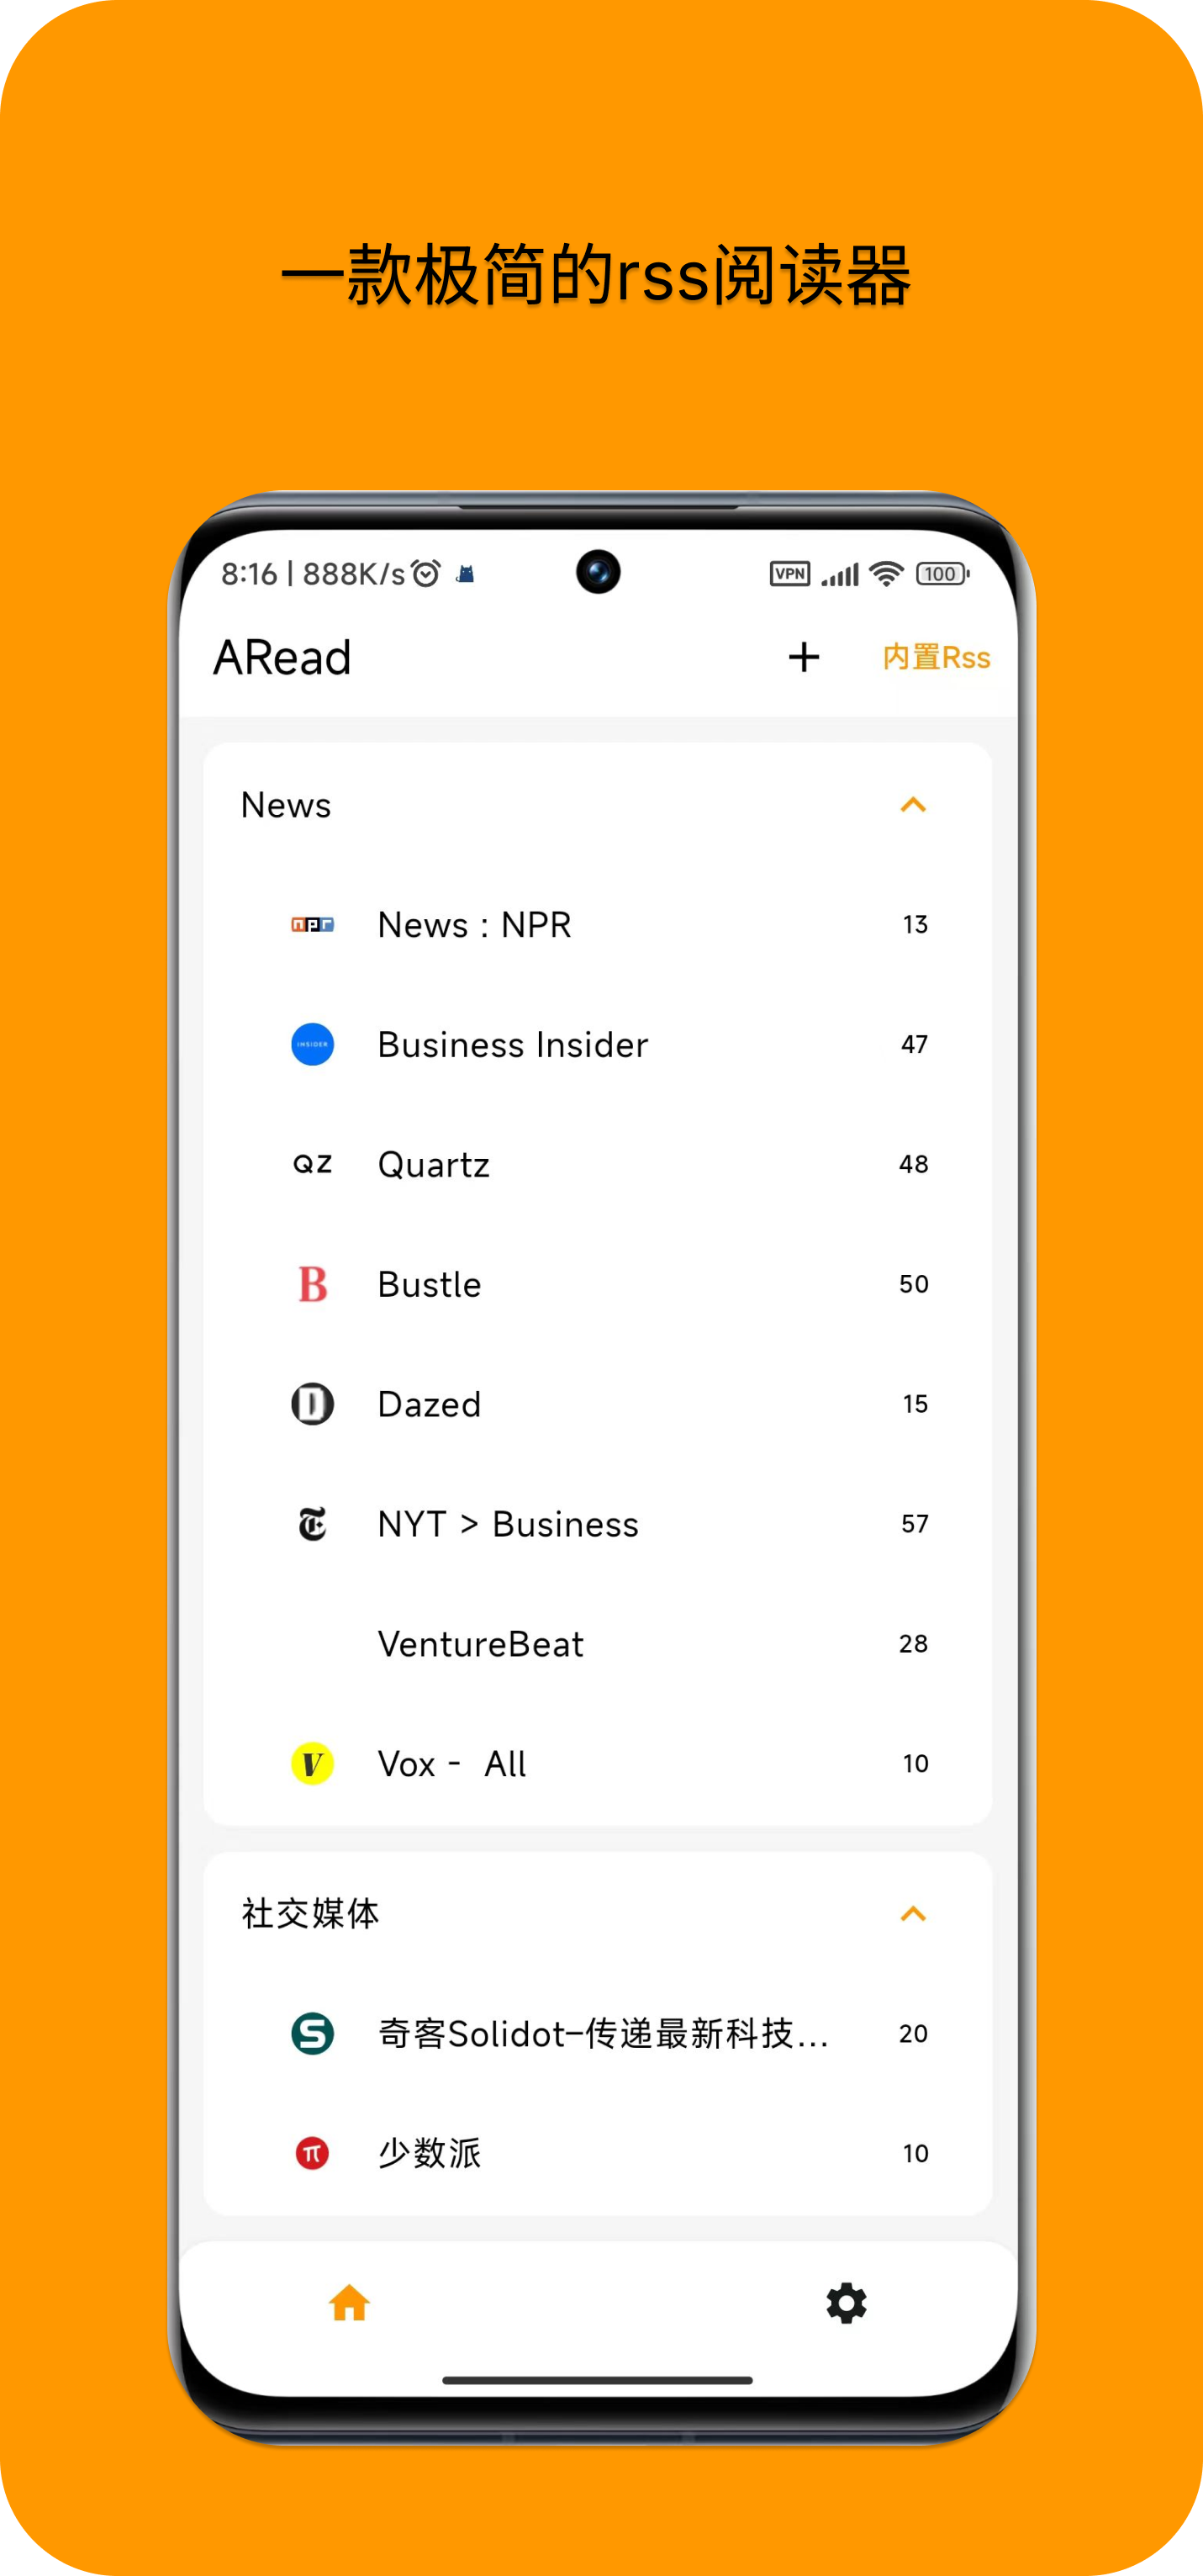 一款极简的rss阅读器
8:16 | 888K/s VPN 100
ARead + 内置Rss
News
npr News : NPR 13
INSIDER Business Insider 47
QZ Quartz 48
B Bustle 50
D Dazed 15
T NYT > Business 57
VentureBeat 28
V Vox - All 10
社交媒体
S 奇客Solidot–传递最新科技... 20
π 少数派 10